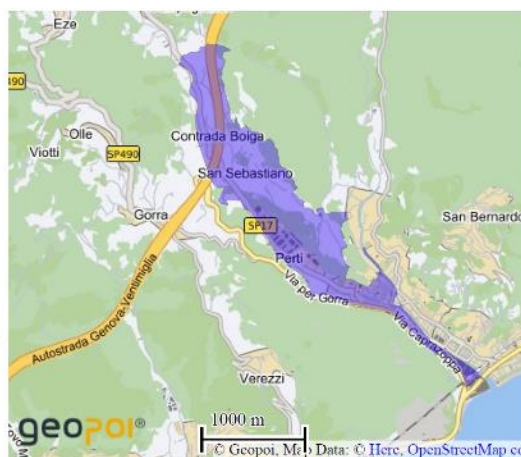 Eze
490
Olle
Viotti
SP490
Contrada Boiga
San Sebastiano
Gorra
San Bernardo
SP17
Perti
Via per Gorra
Via Caprazoppa
Autostrada Genova-Ventimiglia
Verezzi
geopoi®
1000 m
© Geopoi, Map Data: © Here, OpenStreetMap co